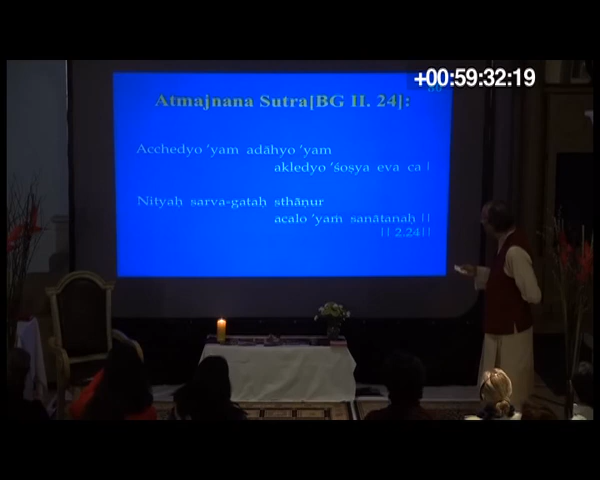 +00:59:32:19
Atmajnana Sutra[BG II. 24]:
Acchedyo 'yam adāhyo 'yam
akledyo 'śoṣya eva ca |
Nityaḥ sarva-gataḥ sthāṇur
acalo 'yaṁ sanātanaḥ ||
|| 2.24||